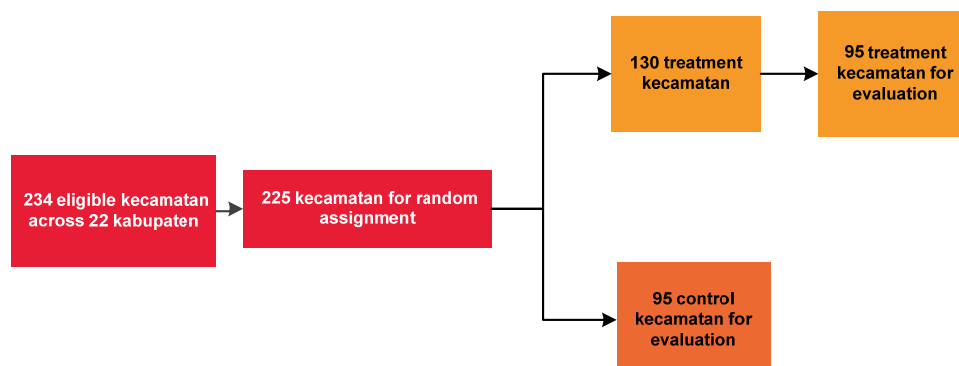 234 eligible kecamatan
across 22 kabupaten
225 kecamatan for random
assignment
130 treatment
kecamatan
95 treatment
kecamatan for
evaluation
95 control
kecamatan for
evaluation